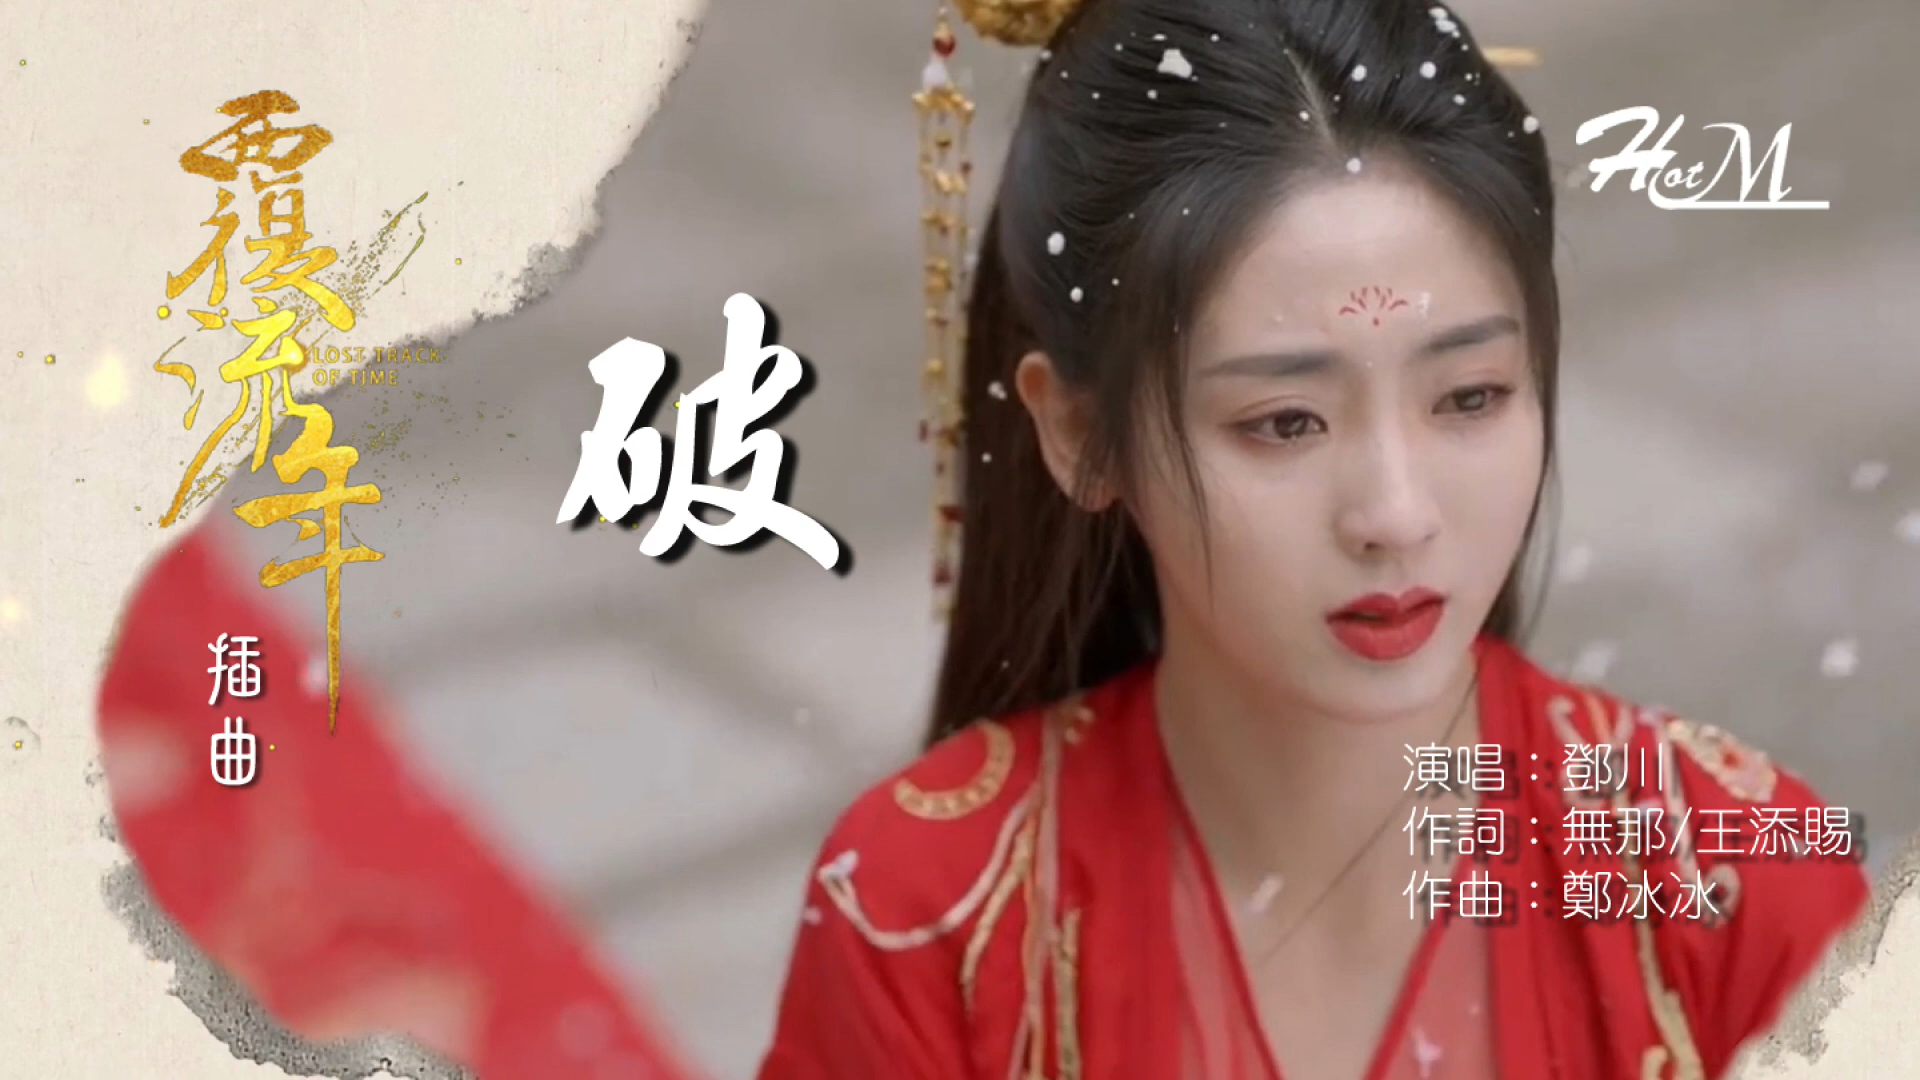 覆流年
LOST TRACK
OF TIME
插曲
破
HotM
演唱：鄧川
作詞：無那/王添賜
作曲：鄭冰冰